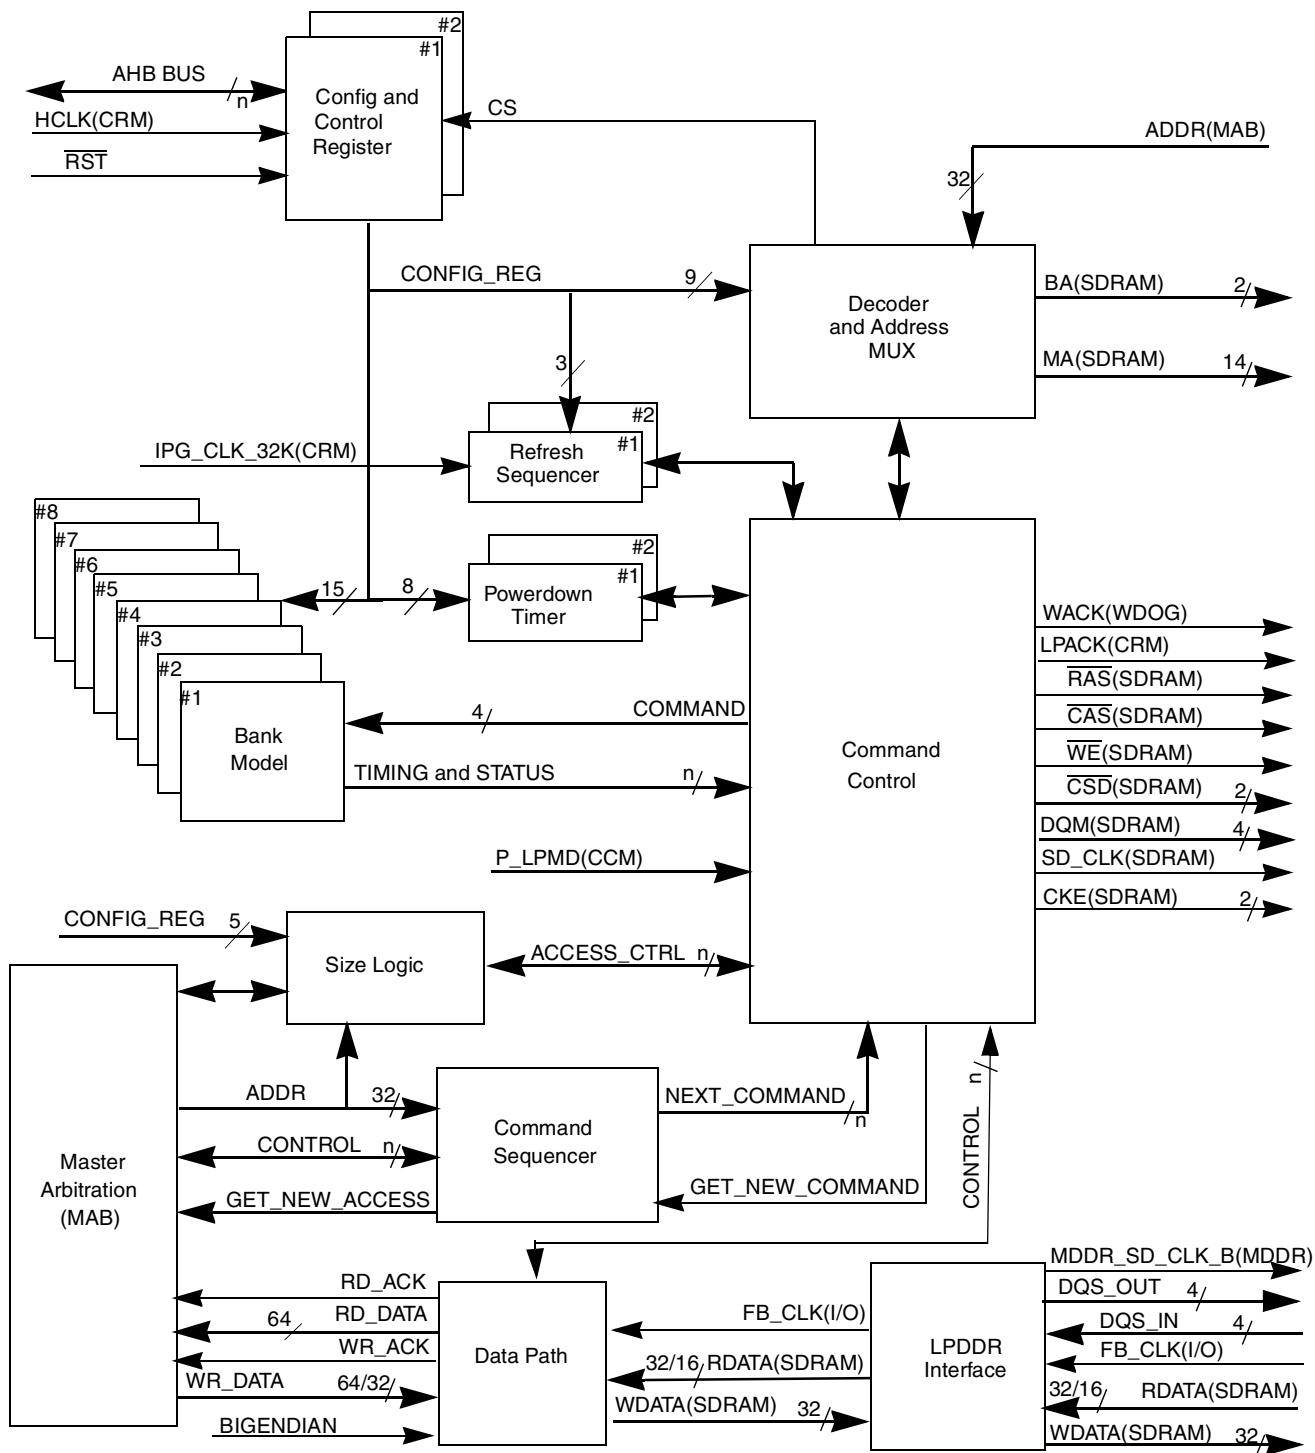 #2
#1
AHB BUS
n
Config and
Control
Register
HCLK(CRM)
RST
CS
ADDR(MAB)
32
CONFIG_REG
9
Decoder
and Address
MUX
BA(SDRAM)
2
MA(SDRAM)
14
3
#2
#1
IPG_CLK_32K(CRM)
Refresh
Sequencer
#8
#7
#6
#5
#4
#3
#2
#1
15
8
#2
#1
Powerdown
Timer
Bank
Model
4
COMMAND
TIMING and STATUS
n
Command
Control
WACK(WDOG)
LPACK(CRM)
RAS(SDRAM)
CAS(SDRAM)
WE(SDRAM)
CSD(SDRAM)
2
DQM(SDRAM)
4
SD_CLK(SDRAM)
CKE(SDRAM)
2
P_LPMD(CCM)
CONFIG_REG
5
Size Logic
ACCESS_CTRL
n
Master
Arbitration
(MAB)
ADDR
32
CONTROL
n
GET_NEW_ACCESS
Command
Sequencer
NEXT_COMMAND
n
GET_NEW_COMMAND
CONTROL
n
RD_ACK
64
RD_DATA
WR_ACK
WR_DATA
64/32
BIGENDIAN
Data Path
FB_CLK(I/O)
32/16
RDATA(SDRAM)
WDATA(SDRAM)
32
LPDDR
Interface
MDDR_SD_CLK_B(MDDR)
DQS_OUT
4
DQS_IN
4
FB_CLK(I/O)
32/16
RDATA(SDRAM)
WDATA(SDRAM)
32